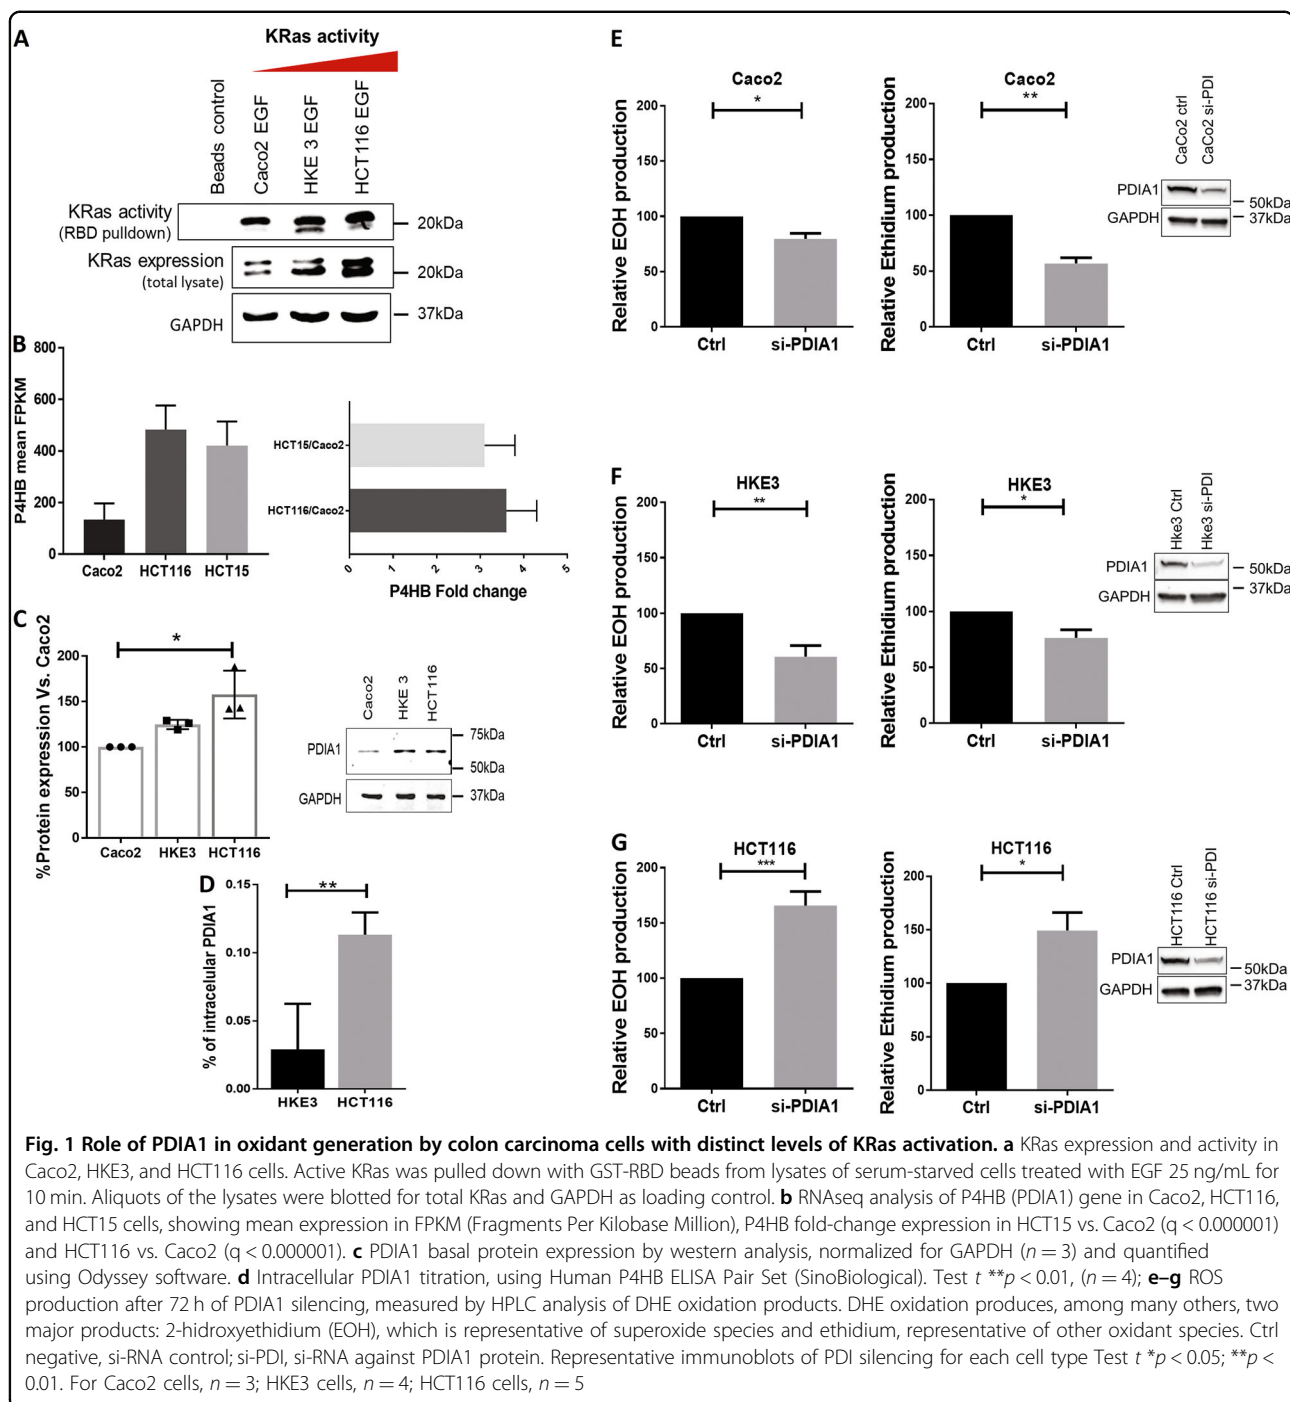 A
KRas activity
Beads control
Caco2 EGF
HKE 3 EGF
HCT116 EGF
KRas activity
(RBD pulldown)
20kDa
KRas expression
(total lysate)
20kDa
GAPDH
37kDa
B
P4HB mean FPKM
800
600
400
200
0
Caco2 HCT116 HCT15
HCT15/Caco2
HCT116/Caco2
0 1 2 3 4 5
P4HB Fold change
C
%Protein expression Vs. Caco2
*
200
150
100
50
0
Caco2 HKE3 HCT116
Caco2
HKE 3
HCT116
PDIA1
75kDa
50kDa
GAPDH
37kDa
D
% of intracelular PDIA1
**
0.15
0.10
0.05
0.00
HKE3 HCT116
E
Caco2
*
Relative EOH production
200
150
100
50
0
Ctrl si-PDIA1
Caco2
**
Relative Ethidium production
200
150
100
50
0
Ctrl si-PDIA1
CaCo2 ctrl
CaCo2 si-PDI
PDIA1
50kDa
GAPDH
37kDa
F
HKE3
**
Relative EOH production
200
150
100
50
0
Ctrl si-PDIA1
HKE3
*
Relative Ethidium production
200
150
100
50
0
Ctrl si-PDIA1
Hke3 Ctrl
Hke3 si-PDI
PDIA1
50kDa
GAPDH
37kDa
G
HCT116
***
Relative EOH production
200
150
100
50
0
Ctrl si-PDIA1
HCT116
*
Relative Ethidium production
200
150
100
50
0
Ctrl si-PDIA1
HCT116 Ctrl
HCT116 si-PDI
PDIA1
50kDa
GAPDH
37kDa
Fig. 1 Role of PDIA1 in oxidant generation by colon carcinoma cells with distinct levels of KRas activation. a KRas expression and activity in
Caco2, HKE3, and HCT116 cells. Active KRas was pulled down with GST-RBD beads from lysates of serum-starved cells treated with EGF 25 ng/mL for
10 min. Aliquots of the lysates were blotted for total KRas and GAPDH as loading control. b RNAseq analysis of P4HB (PDIA1) gene in Caco2, HCT116,
and HCT15 cells, showing mean expression in FPKM (Fragments Per Kilobase Million), P4HB fold-change expression in HCT15 vs. Caco2 (q < 0.000001)
and HCT116 vs. Caco2 (q < 0.000001). c PDIA1 basal protein expression by western analysis, normalized for GAPDH (n = 3) and quantified
using Odyssey software. d Intracellular PDIA1 titration, using Human P4HB ELISA Pair Set (SinoBiological). Test t **p < 0.01, (n = 4); e–g ROS
production after 72 h of PDIA1 silencing, measured by HPLC analysis of DHE oxidation products. DHE oxidation produces, among many others, two
major products: 2-hidroxyethidium (EOH), which is representative of superoxide species and ethidium, representative of other oxidant species. Ctrl
negative, si-RNA control; si-PDI, si-RNA against PDIA1 protein. Representative immunoblots of PDI silencing for each cell type Test t *p < 0.05; **p <
0.01. For Caco2 cells, n = 3; HKE3 cells, n = 4; HCT116 cells, n = 5